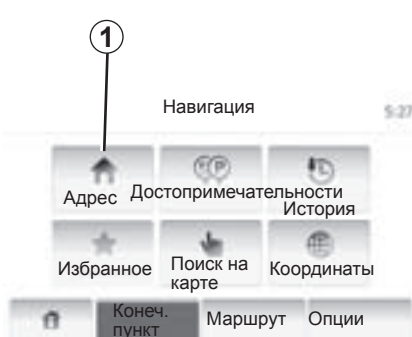 1
Навигация
5:27
Адрес
Достопримечательности
История
Избранное
Поиск на
карте
Координаты
Конеч.
пункт
Маршрут
Опции